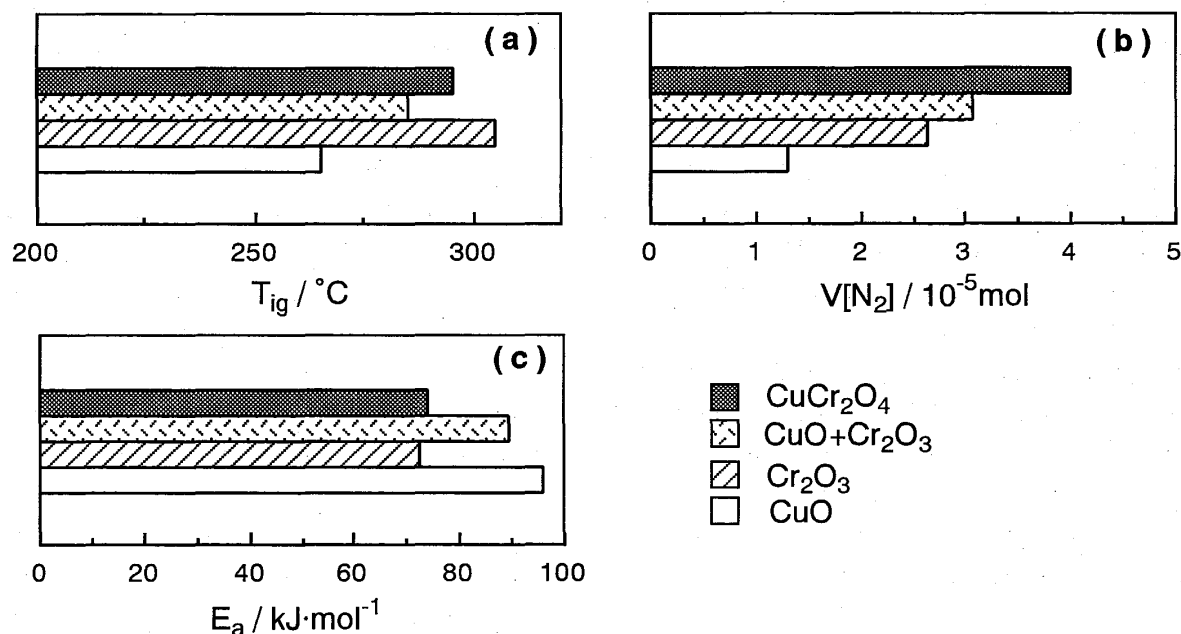 (a)
200 250 300
T_ig / °C
(b)
0 1 2 3 4 5
V[N₂] / 10⁻⁵mol
(c)
0 20 40 60 80 100
E_a / kJ·mol⁻¹
CuCr₂O₄
CuO+Cr₂O₃
Cr₂O₃
CuO